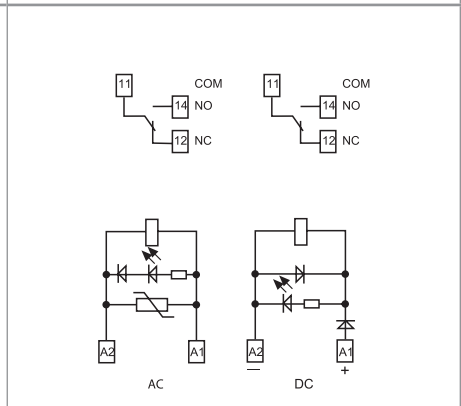 11 COM 11 COM
14 NO 14 NO
12 NC 12 NC
A2 A1 A2 A1
— +
AC DC